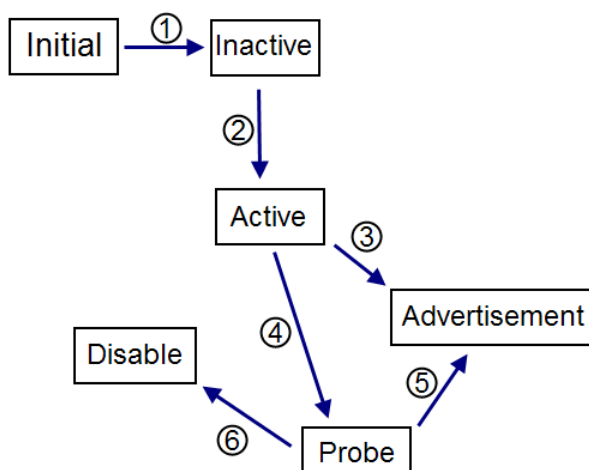 Initial
①
Inactive
②
Active
③
Advertisement
④
Disable
⑤
⑥
Probe